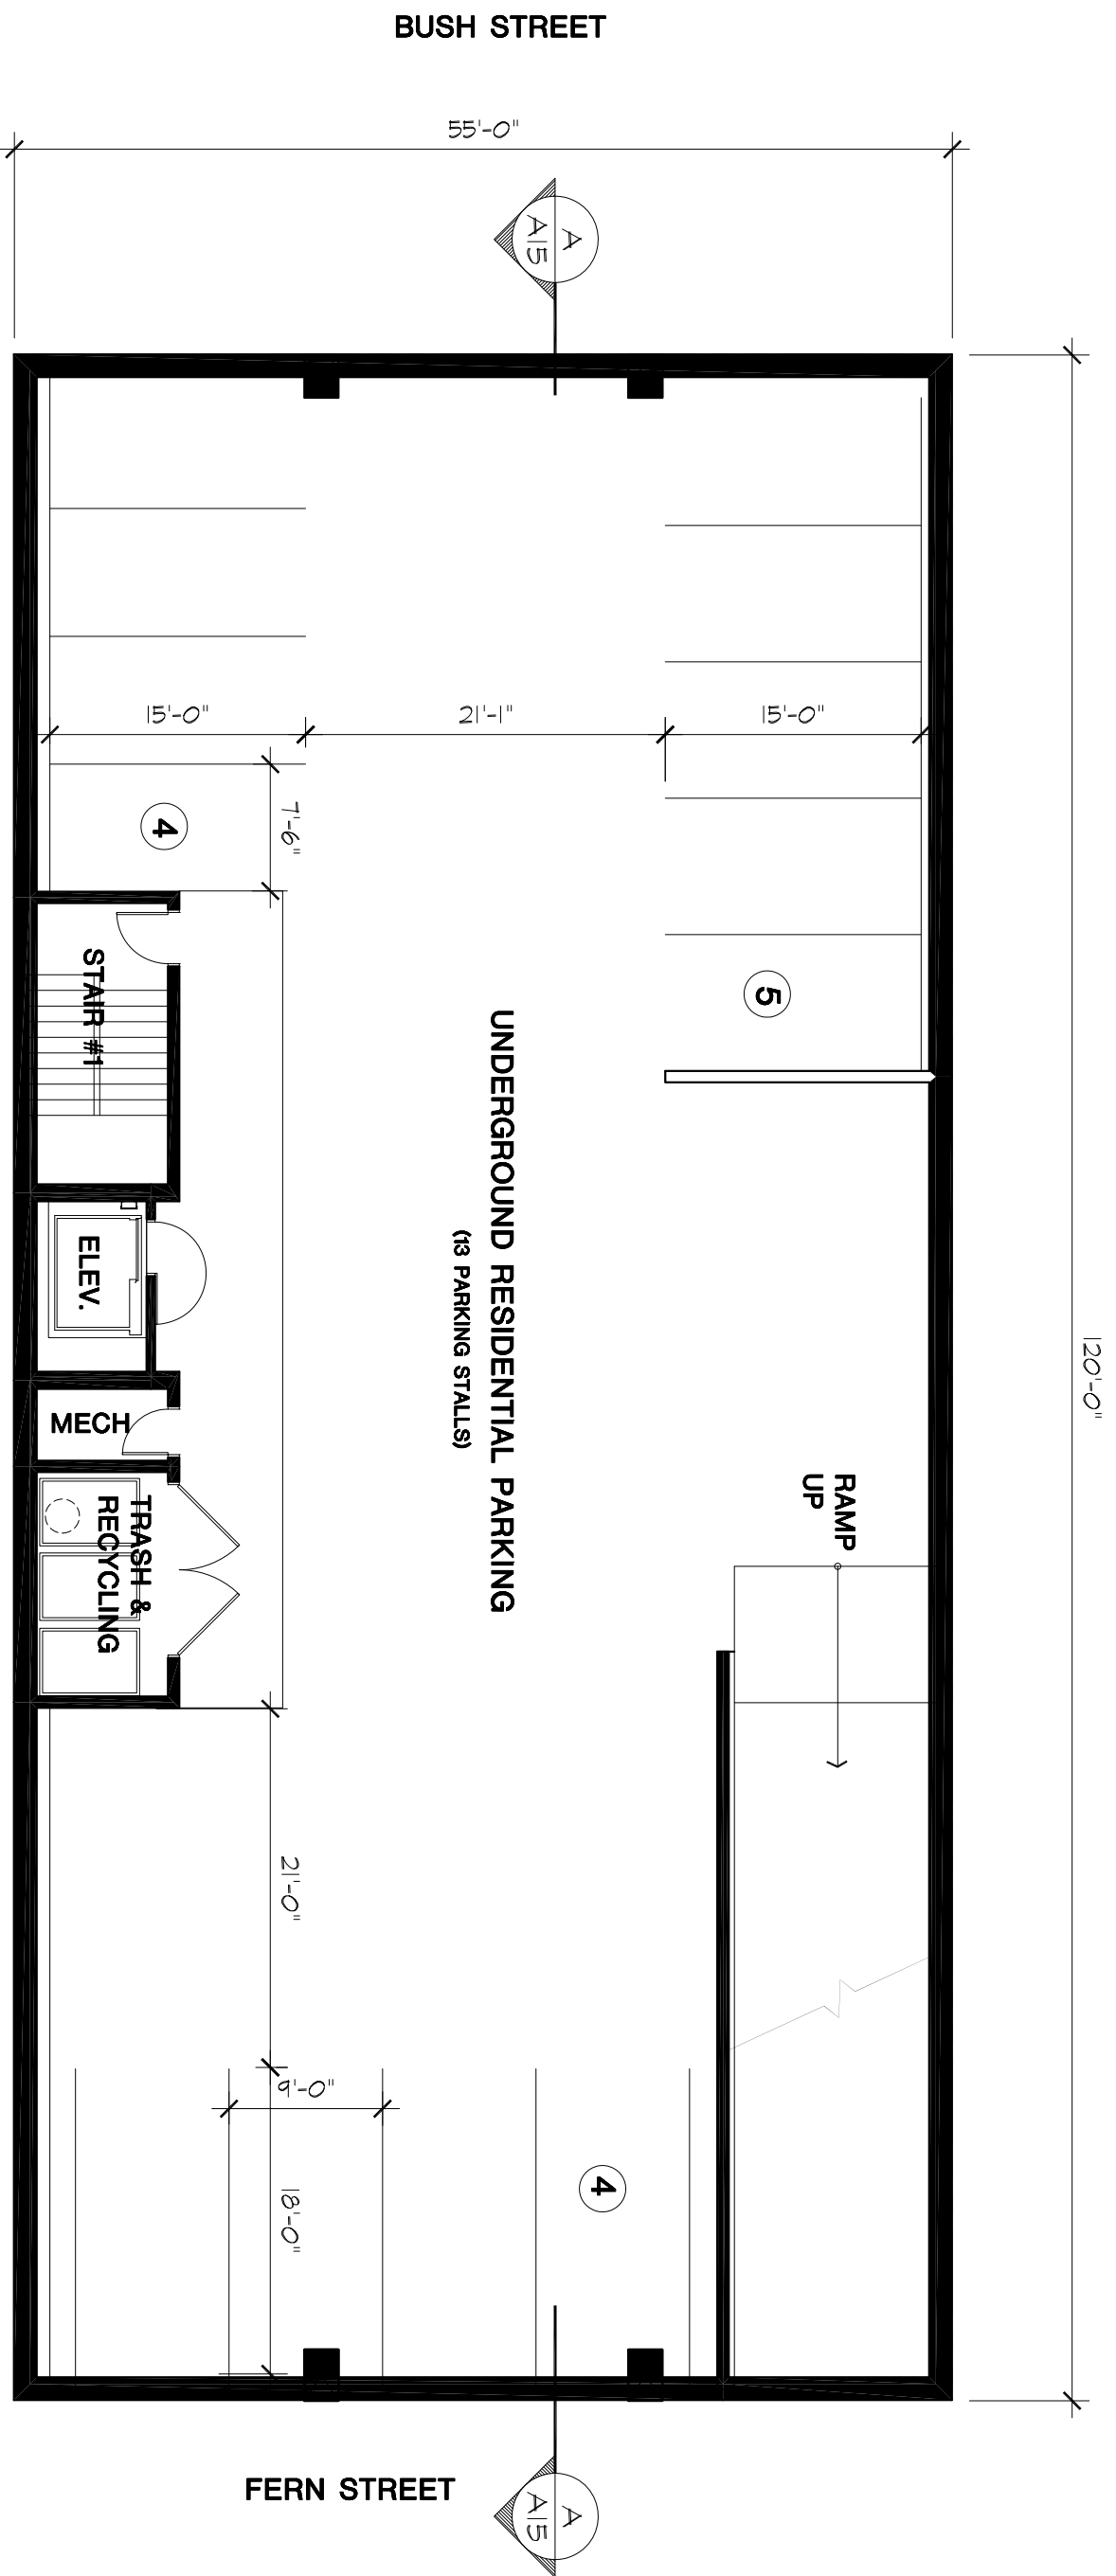 BUSH STREET
55'-0"
A
A15
15'-0"
21'-1"
15'-0"
7'-6"
4
5
STAIR #1
UNDERGROUND RESIDENTIAL PARKING
(13 PARKING STALLS)
ELEV.
120'-0"
MECH
RAMP
UP
TRASH &
RECYCLING
21'-0"
9'-0"
18'-0"
4
FERN STREET
A
A15